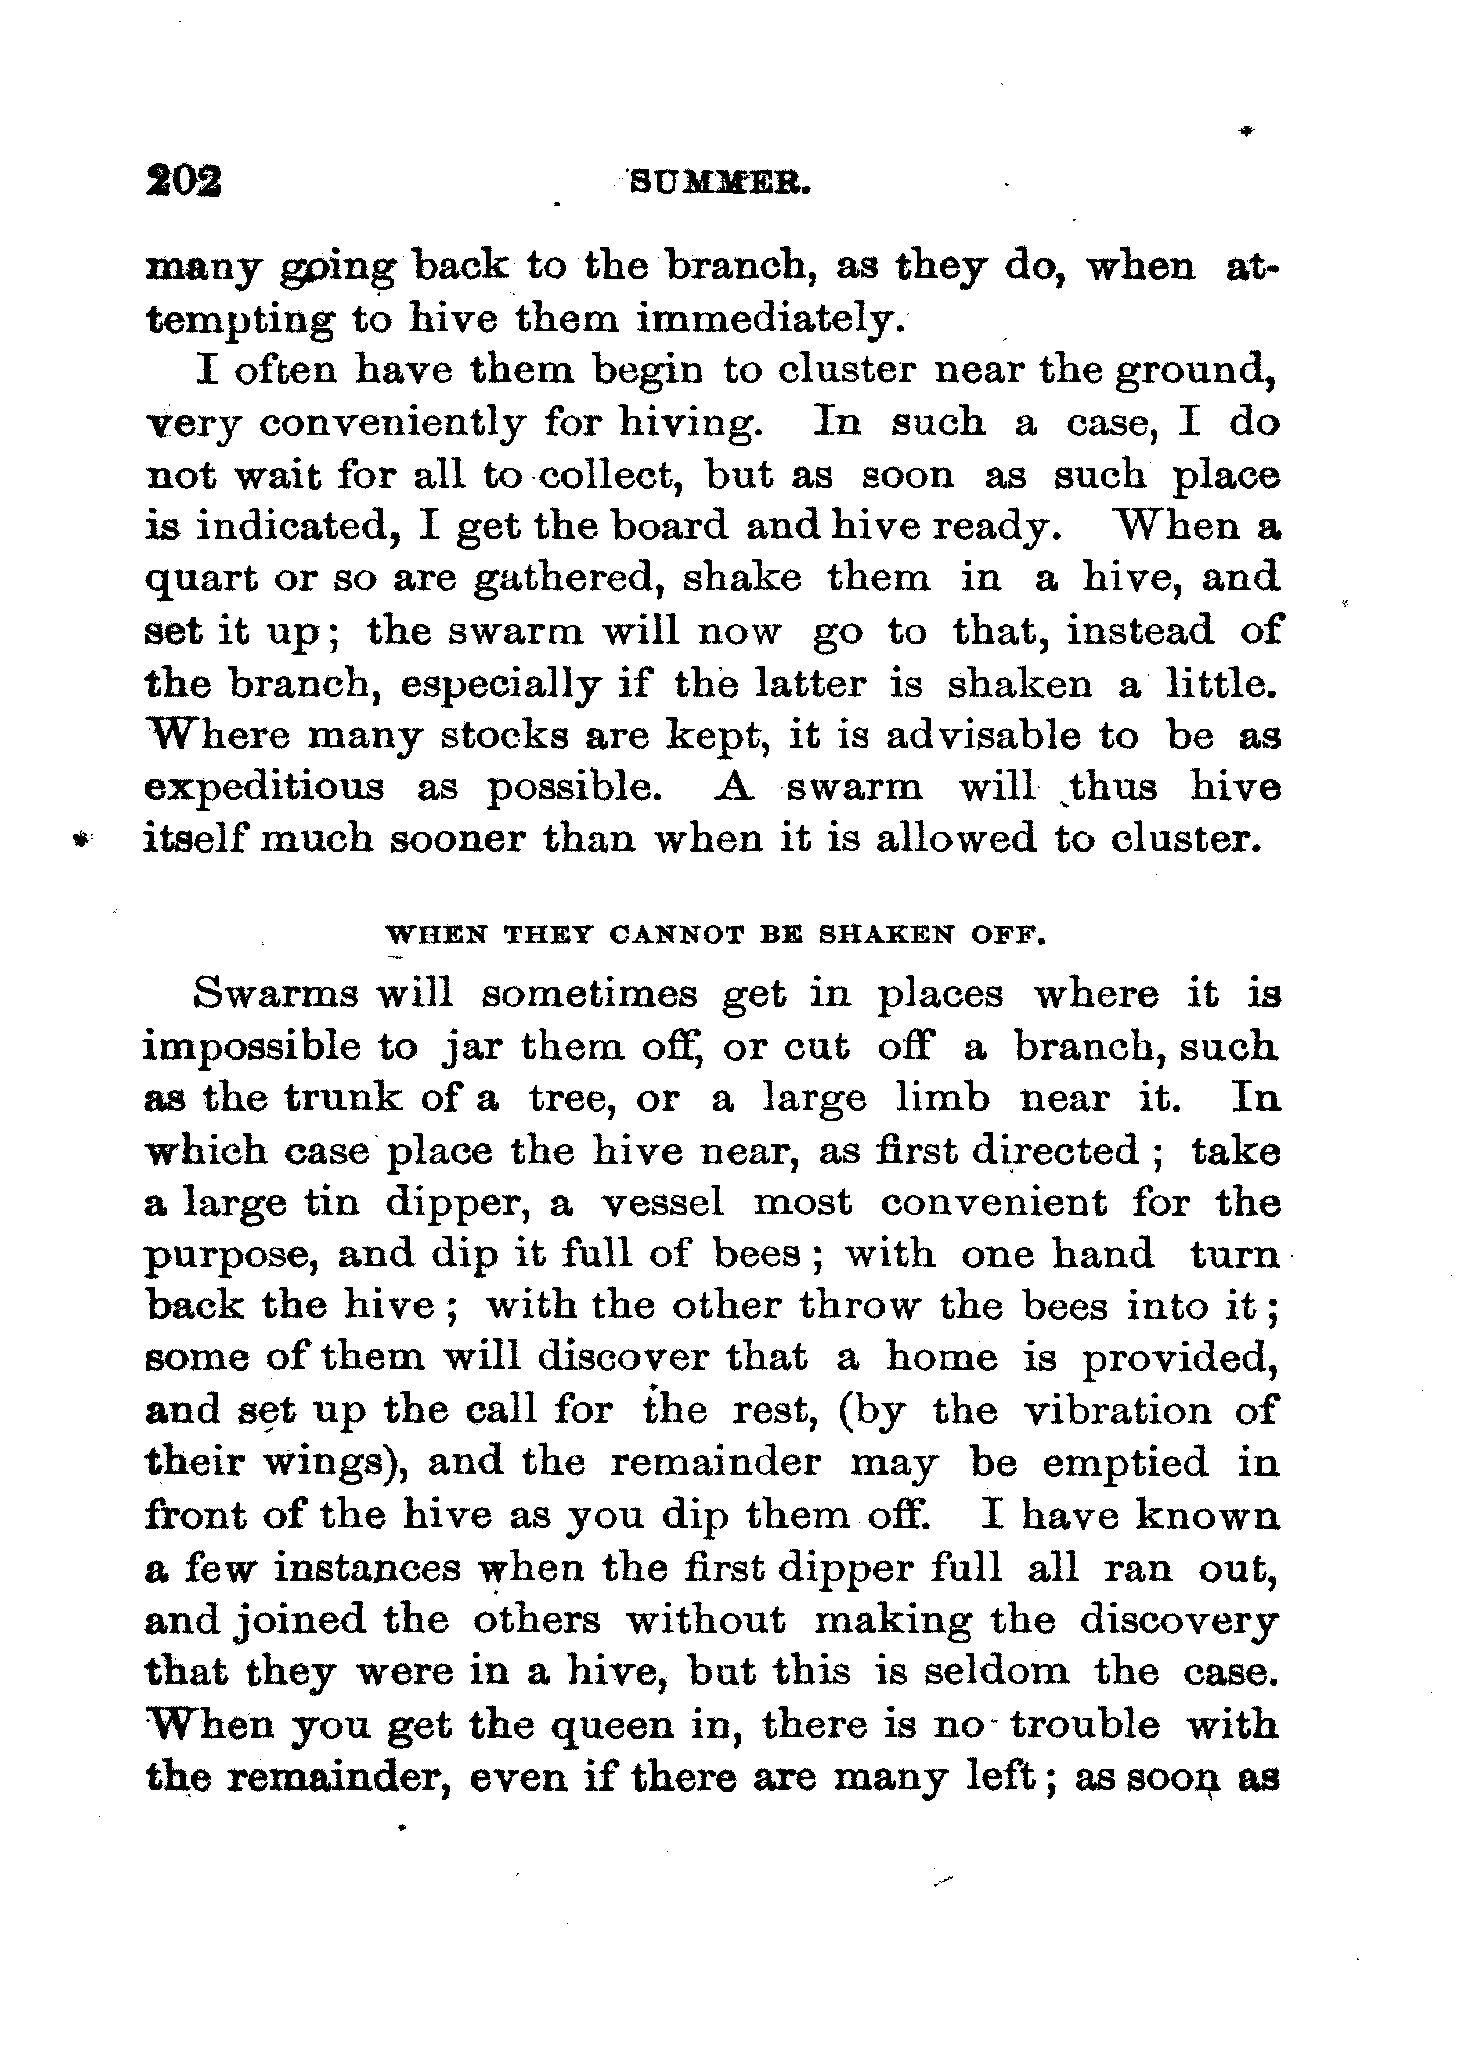 202 SUMMER.
many going back to the branch, as they do, when at-
tempting to hive them immediately.
I often have them begin to cluster near the ground,
very conveniently for hiving. In such a case, I do
not wait for all to collect, but as soon as such place
is indicated, I get the board and hive ready. When a
quart or so are gathered, shake them in a hive, and
set it up; the swarm will now go to that, instead of
the branch, especially if the latter is shaken a little.
Where many stocks are kept, it is advisable to be as
expeditious as possible. A swarm will thus hive
itself much sooner than when it is allowed to cluster.
WHEN THEY CANNOT BE SHAKEN OFF.
Swarms will sometimes get in places where it is
impossible to jar them off, or cut off a branch, such
as the trunk of a tree, or a large limb near it. In
which case place the hive near, as first directed; take
a large tin dipper, a vessel most convenient for the
purpose, and dip it full of bees; with one hand turn
back the hive; with the other throw the bees into it;
some of them will discover that a home is provided,
and set up the call for the rest, (by the vibration of
their wings), and the remainder may be emptied in
front of the hive as you dip them off. I have known
a few instances when the first dipper full all ran out,
and joined the others without making the discovery
that they were in a hive, but this is seldom the case.
When you get the queen in, there is no trouble with
the remainder, even if there are many left; as soon as